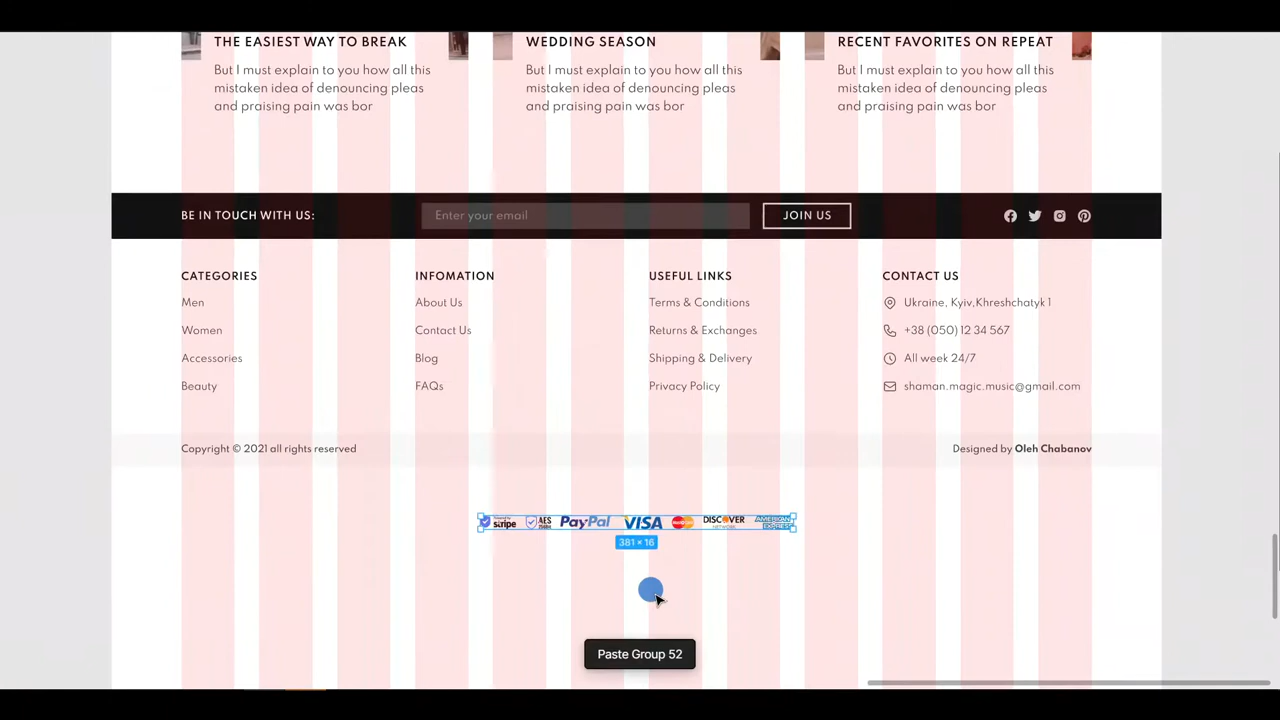 THE EASIEST WAY TO BREAK
WEDDING SEASON
RECENT FAVORITES ON REPEAT
But I must explain to you how all this
mistaken idea of denouncing pleas
and praising pain was bor
But I must explain to you how all this
mistaken idea of denouncing pleas
and praising pain was bor
But I must explain to you how all this
mistaken idea of denouncing pleas
and praising pain was bor
BE IN TOUCH WITH US:
Enter your email
JOIN US
CATEGORIES
Men
Women
Accessories
Beauty
INFOMATION
About Us
Contact Us
Blog
FAQs
USEFUL LINKS
Terms & Conditions
Returns & Exchanges
Shipping & Delivery
Privacy Policy
CONTACT US
Ukraine, Kyiv,Khreshchatyk 1
+38 (050) 12 34 567
All week 24/7
shaman.magic.music@gmail.com
Copyright © 2021 all rights reserved
Designed by Oleh Chabanov
stripe
AES
PayPal
VISA
DISCOVER
NETWORK
AMERICAN
EXPRESS
381 × 16
Paste Group 52